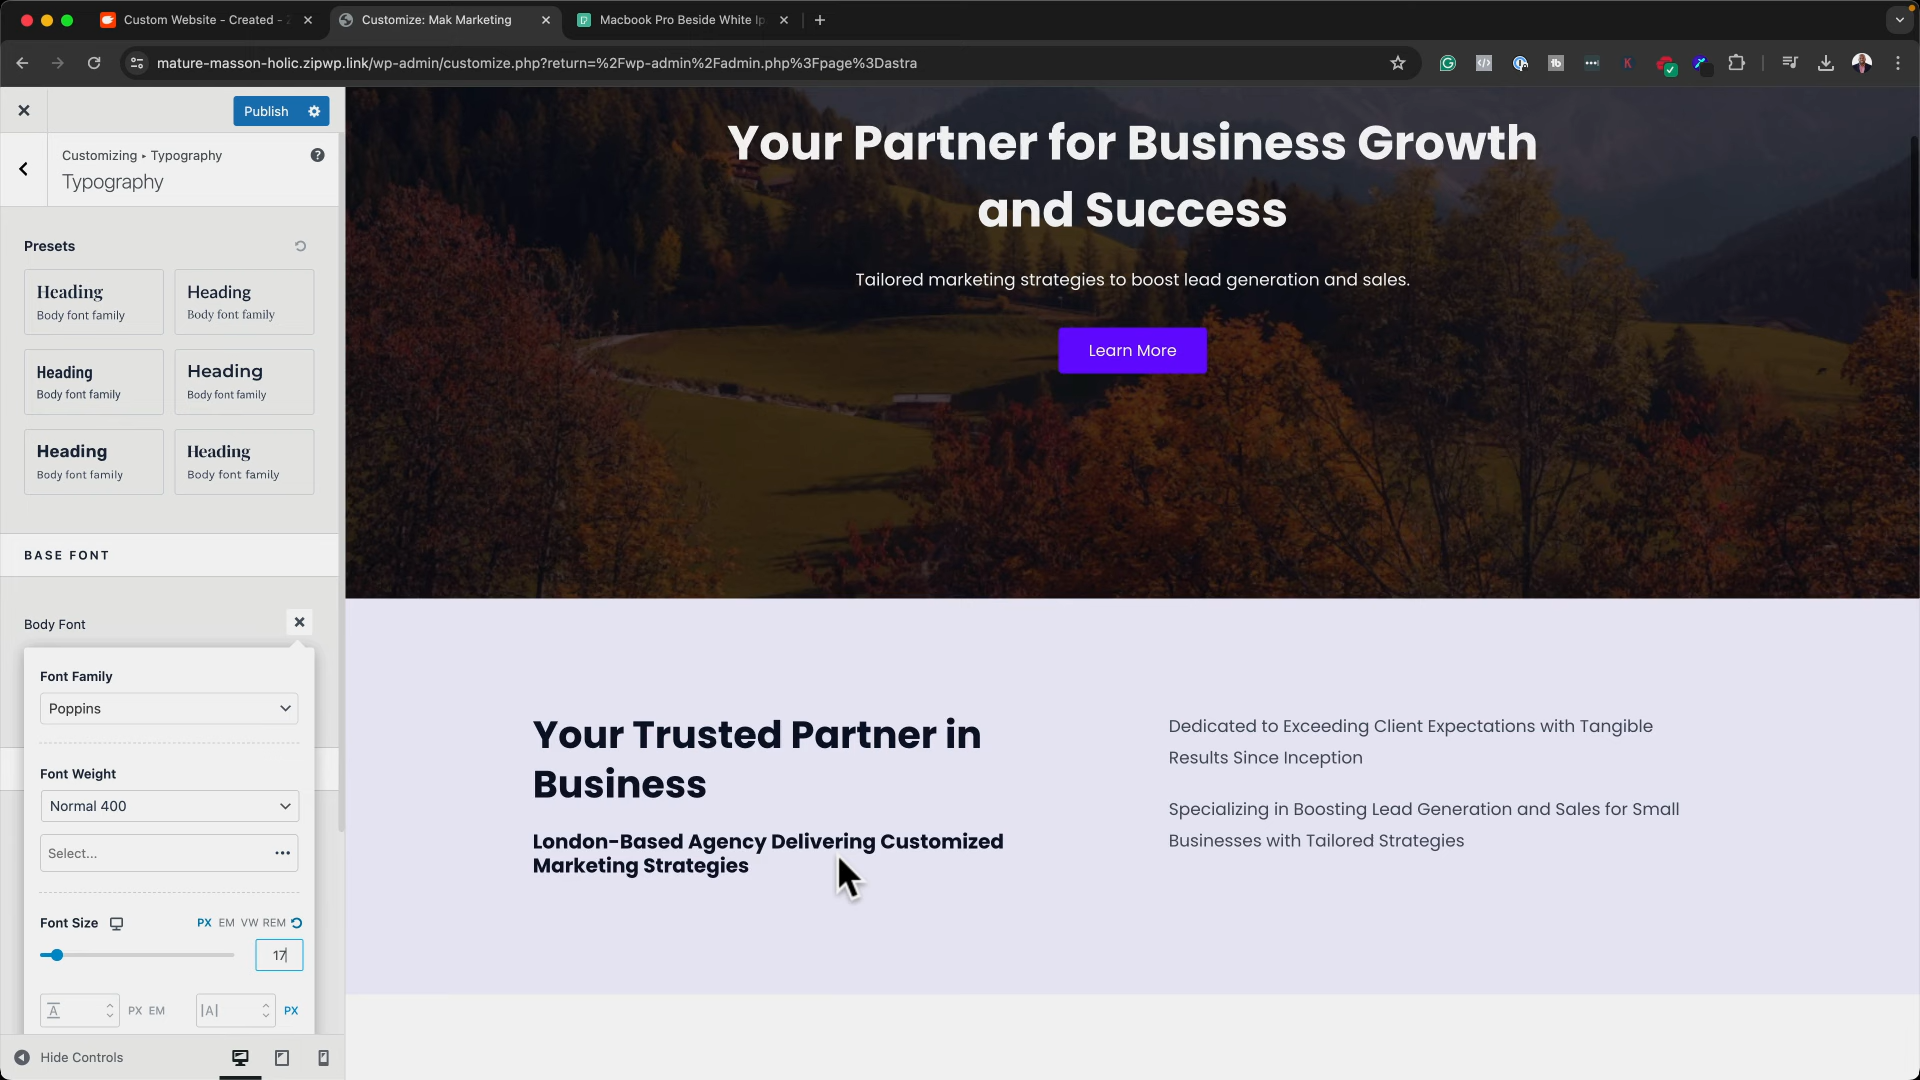 Custom Website - Created - Z
Customize: Mak Marketing
Macbook Pro Beside White Ip
mature-masson-holic.zipwp.link/wp-admin/customize.php?return=%2Fwp-admin%2Fadmin.php%3Fpage%3Dastra
Publish
Customizing ▸ Typography
Typography
Presets
Heading
Body font family
Heading
Body font family
Heading
Body font family
Heading
Body font family
Heading
Body font family
Heading
Body font family
BASE FONT
Body Font
Font Family
Poppins
Font Weight
Normal 400
Select...
Font Size
PX EM VW REM
17
A
PX EM
|A|
PX
Hide Controls
Your Partner for Business Growth
and Success
Tailored marketing strategies to boost lead generation and sales.
Learn More
Your Trusted Partner in
Business
London-Based Agency Delivering Customized
Marketing Strategies
Dedicated to Exceeding Client Expectations with Tangible
Results Since Inception
Specializing in Boosting Lead Generation and Sales for Small
Businesses with Tailored Strategies